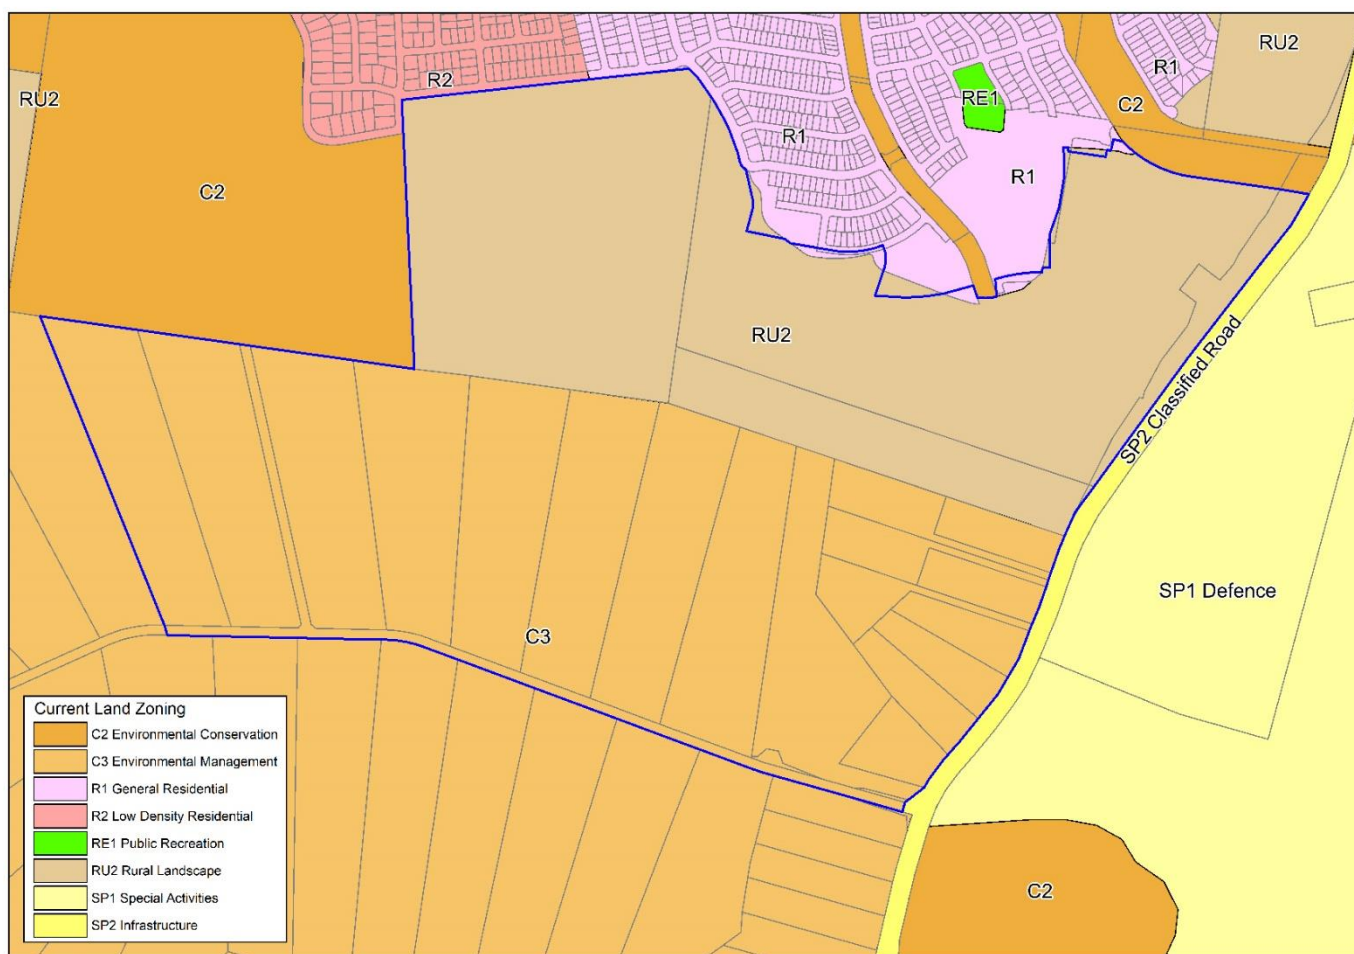 RU2
R2
RE1
R1
C2
RU2
R1
C2
R1
RU2
SP2 Classified Road
SP1 Defence
C3
C2
Current Land Zoning
C2 Environmental Conservation
C3 Environmental Management
R1 General Residential
R2 Low Density Residential
RE1 Public Recreation
RU2 Rural Landscape
SP1 Special Activities
SP2 Infrastructure